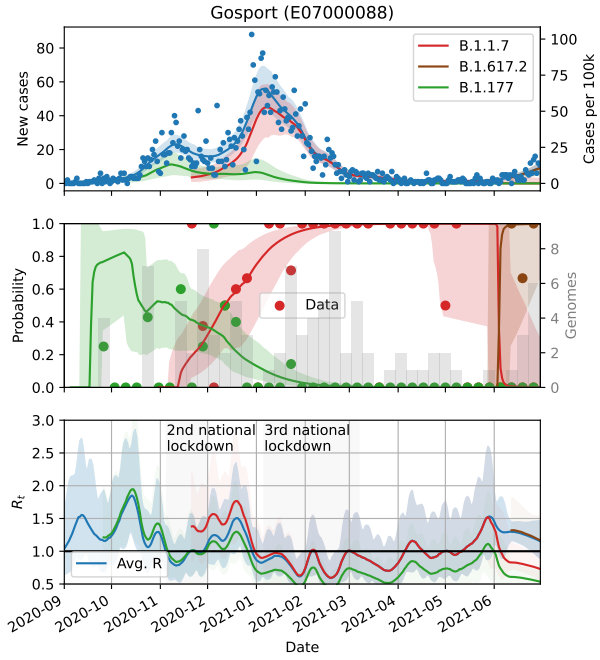 Gosport (E07000088)
New cases
80
60
40
20
0
B.1.1.7
B.1.617.2
B.1.177
100
75
50
25
0
Cases per 100k
Probability
1.0
0.8
0.6
0.4
0.2
0.0
Data
8
6
4
2
0
Genomes
R_t
3.0
2.5
2.0
1.5
1.0
0.5
2nd national
lockdown
3rd national
lockdown
Avg. R
2020-09
2020-10
2020-11
2020-12
2021-01
2021-02
2021-03
2021-04
2021-05
2021-06
Date